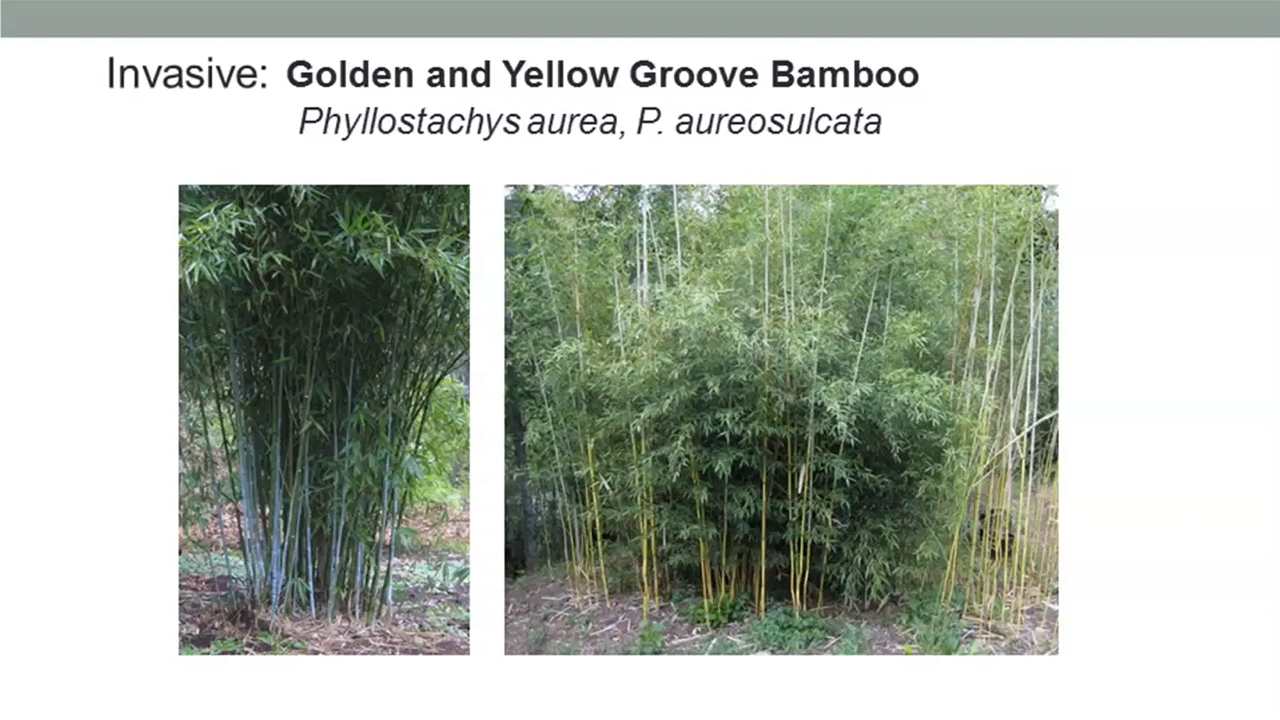 Invasive: Golden and Yellow Groove Bamboo
Phyllostachys aurea, P. aureosulcata